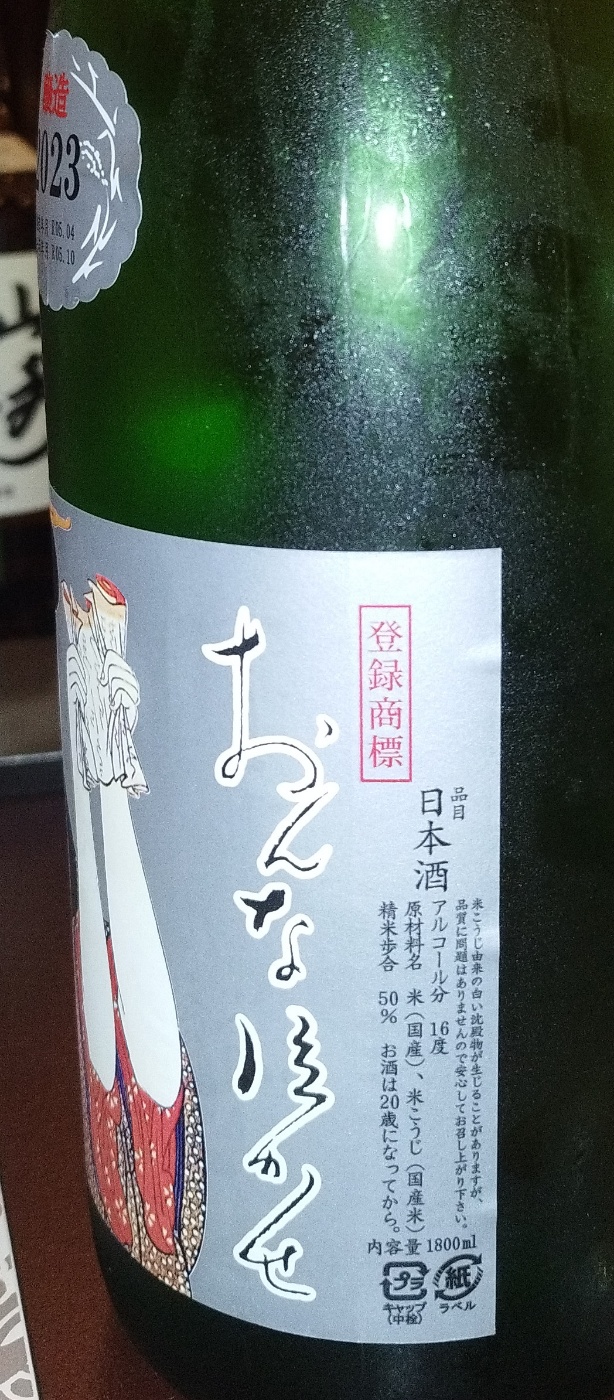 醸造
2023
R06.04
R06.10
おんな泣かせ
登録商標
品目
日本酒
米こうじ由来の白い沈殿物が生じることがありますが、
品質に問題はありませんので安心してお召し上がり下さい。
アルコール分 16度
原材料名 米(国産)、米こうじ(国産米)
精米歩合 50% お酒は20歳になってから。
内容量 1800ml
プラ
キャップ
(中栓)
紙
ラベル